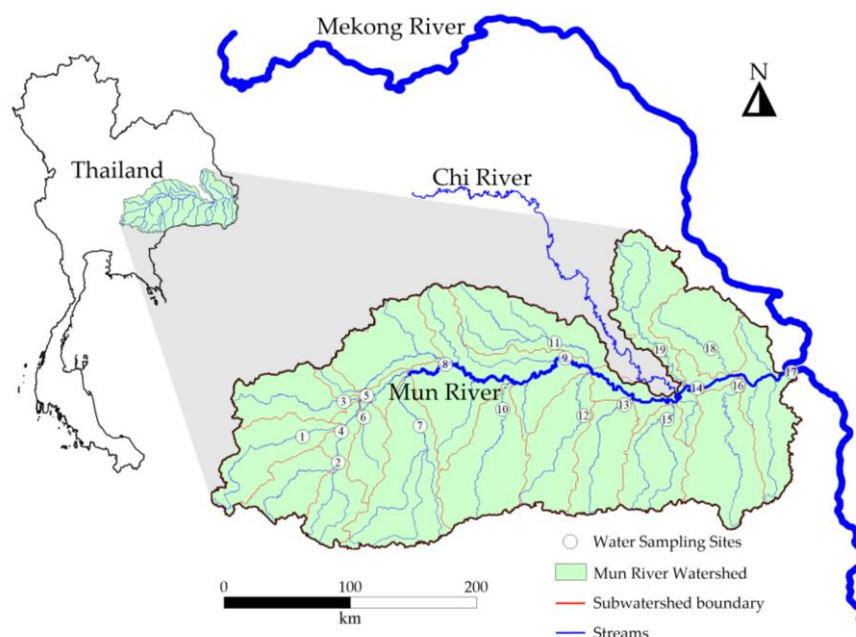 Mekong River
N
Thailand
Chi River
Mun River
1
2
3
4
5
6
7
8
9
10
11
12
13
14
15
16
17
18
19
Water Sampling Sites
Mun River Watershed
Subwatershed boundary
Streams
0
100
200
km